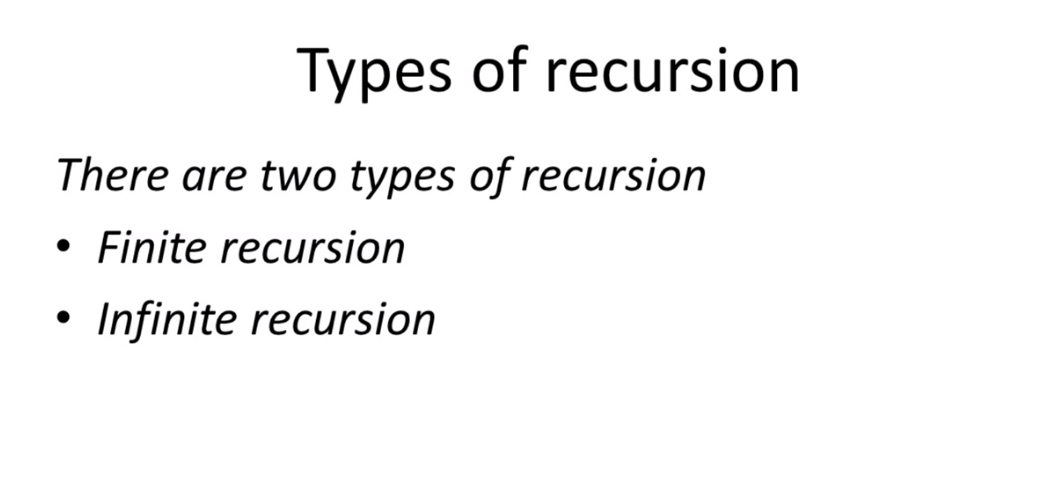 Types of recursion
There are two types of recursion
• Finite recursion
• Infinite recursion